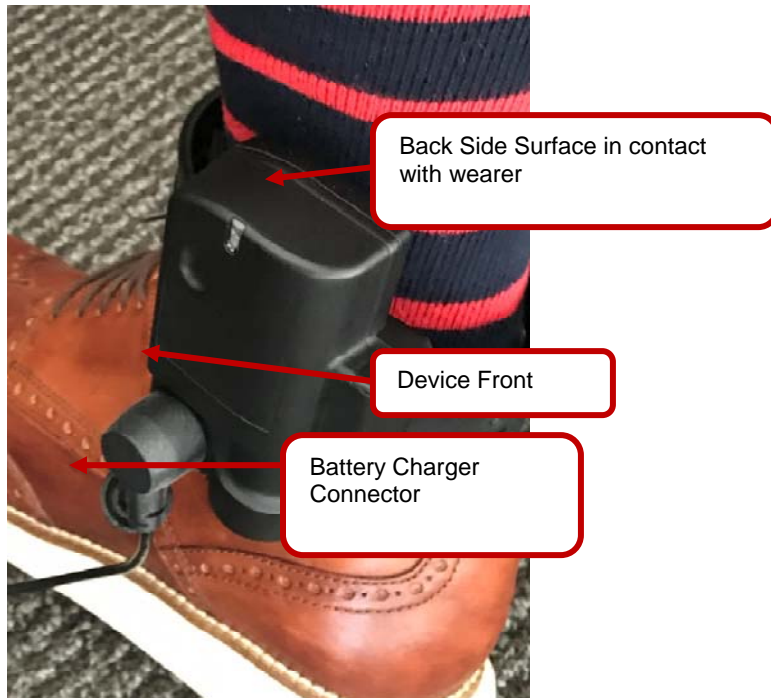 Back Side Surface in contact
with wearer
Device Front
Battery Charger
Connector